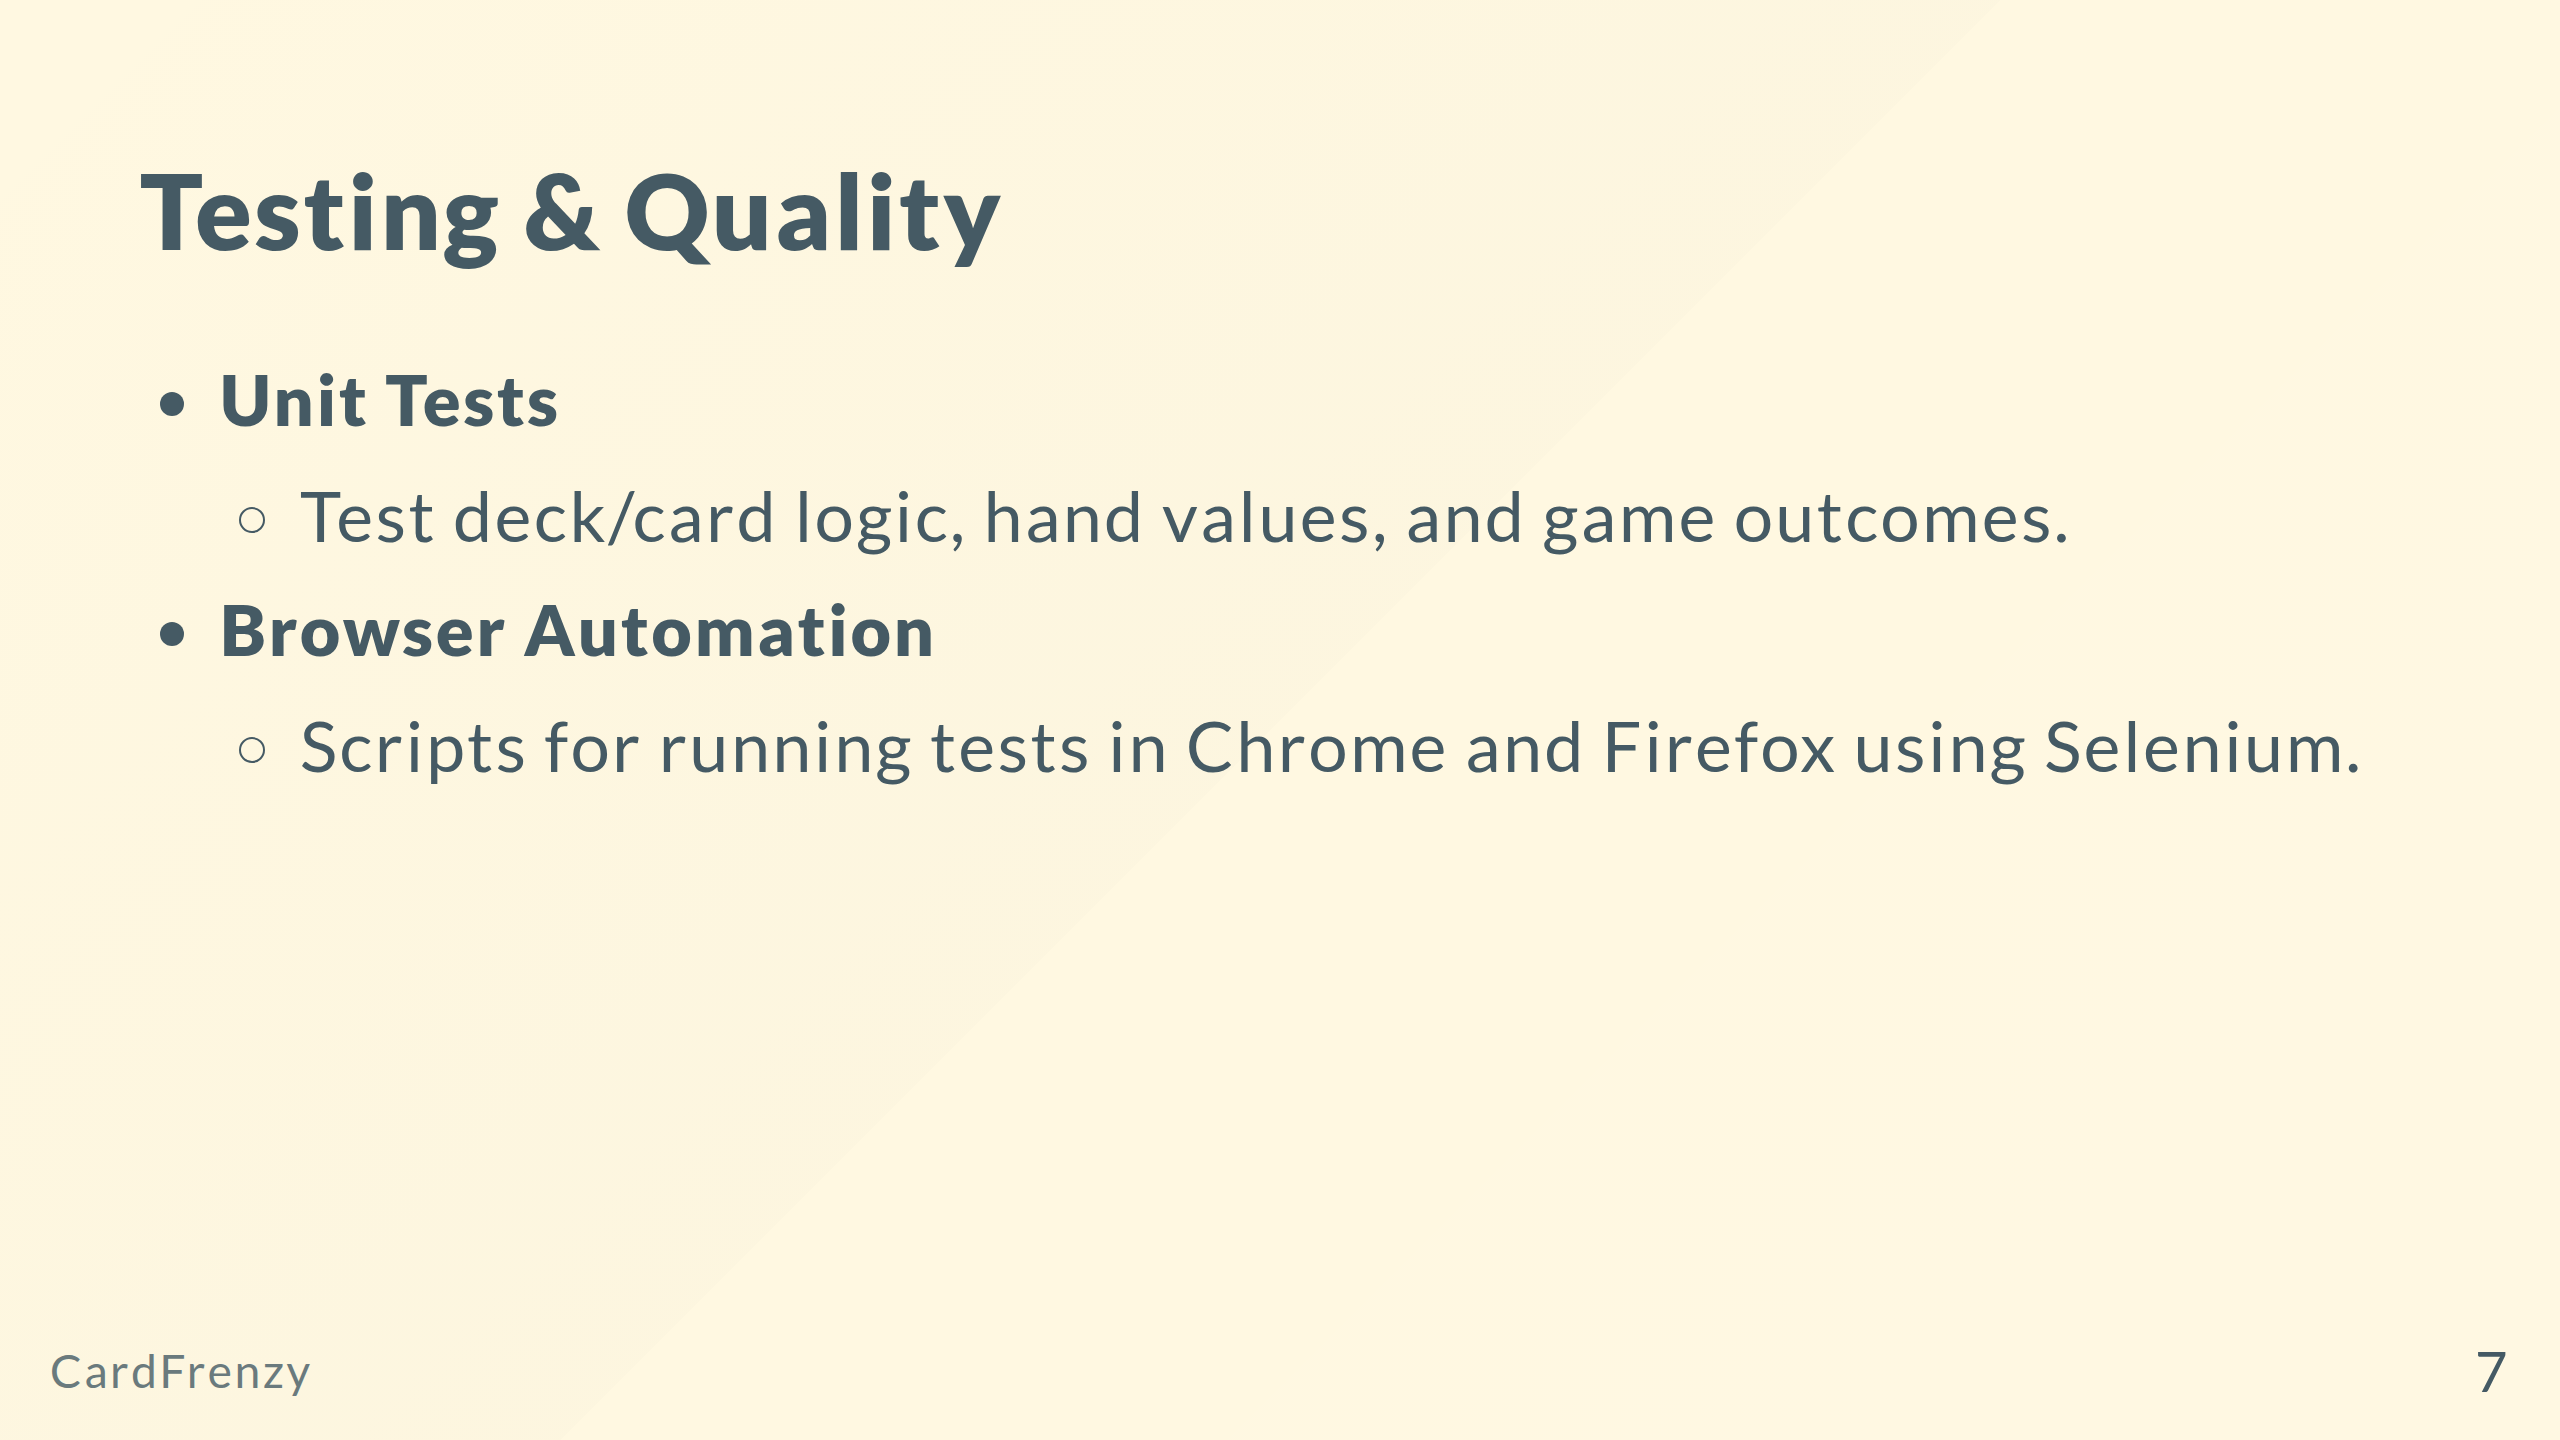 Testing & Quality
• Unit Tests
◦ Test deck/card logic, hand values, and game outcomes.
• Browser Automation
◦ Scripts for running tests in Chrome and Firefox using Selenium.
CardFrenzy
7